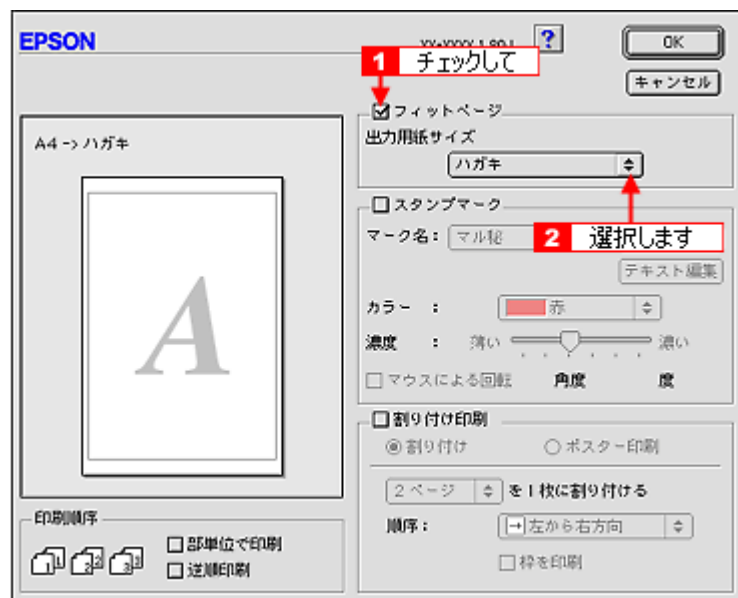 EPSON
?
OK
1 チェックして
キャンセル
フィットページ
A4 -> ハガキ
出力用紙サイズ
ハガキ
A
スタンプマーク
マーク名： マル秘
2 選択します
テキスト編集
カラー ： 赤
濃度 ： 薄い 濃い
マウスによる回転 角度 度
割り付け印刷
割り付け ポスター印刷
2 ページ を 1 枚に割り付ける
順序： 左から右方向
枠を印刷
印刷順序
1 1 2 2 3 3
部単位で印刷
逆順印刷